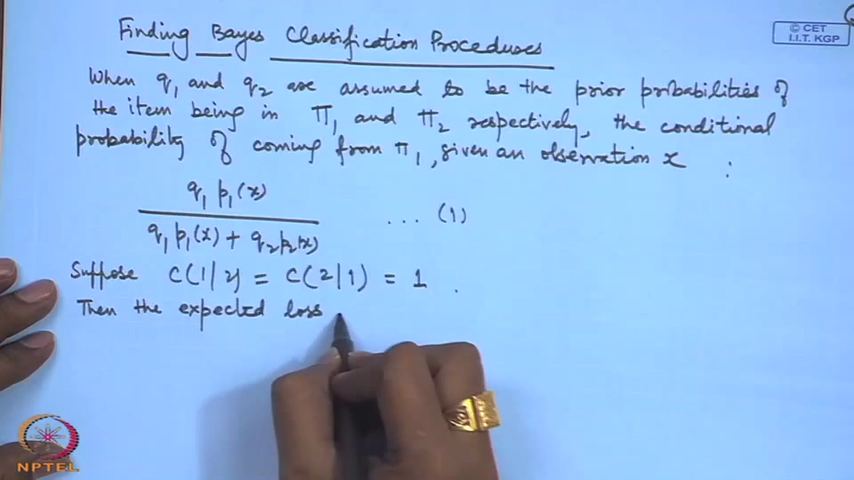 Finding Bayes Classification Procedures
© CET
I.I.T. KGP
When q₁ and q₂ are assumed to be the prior probabilities of
the item being in Π₁ and Π₂ respectively, the conditional
probability of coming from Π₁, given an observation x :
q₁ p₁(x)
q₁ p₁(x) + q₂ p₂(x) ... (1)
Suppose C(1|2) = C(2|1) = 1 .
Then the expected loss
NPTEL